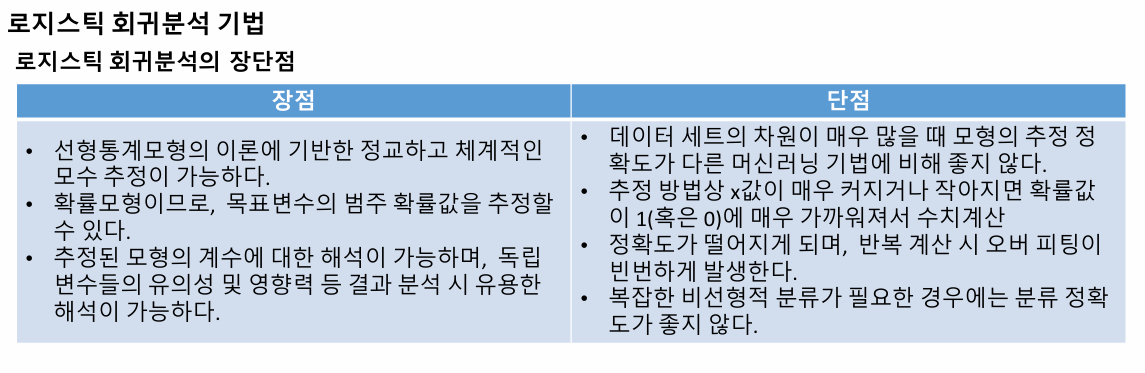 로지스틱 회귀분석 기법
로지스틱 회귀분석의 장단점
장점
• 선형통계모형의 이론에 기반한 정교하고 체계적인
모수 추정이 가능하다.
• 확률모형이므로, 목표변수의 범주 확률값을 추정할
수 있다.
• 추정된 모형의 계수에 대한 해석이 가능하며, 독립
변수들의 유의성 및 영향력 등 결과 분석 시 유용한
해석이 가능하다.
단점
• 데이터 세트의 차원이 매우 많을 때 모형의 추정 정
확도가 다른 머신러닝 기법에 비해 좋지 않다.
• 추정 방법상 x값이 매우 커지거나 작아지면 확률값
이 1(혹은 0)에 매우 가까워져서 수치계산
• 정확도가 떨어지게 되며, 반복 계산 시 오버 피팅이
빈번하게 발생한다.
• 복잡한 비선형적 분류가 필요한 경우에는 분류 정확
도가 좋지 않다.